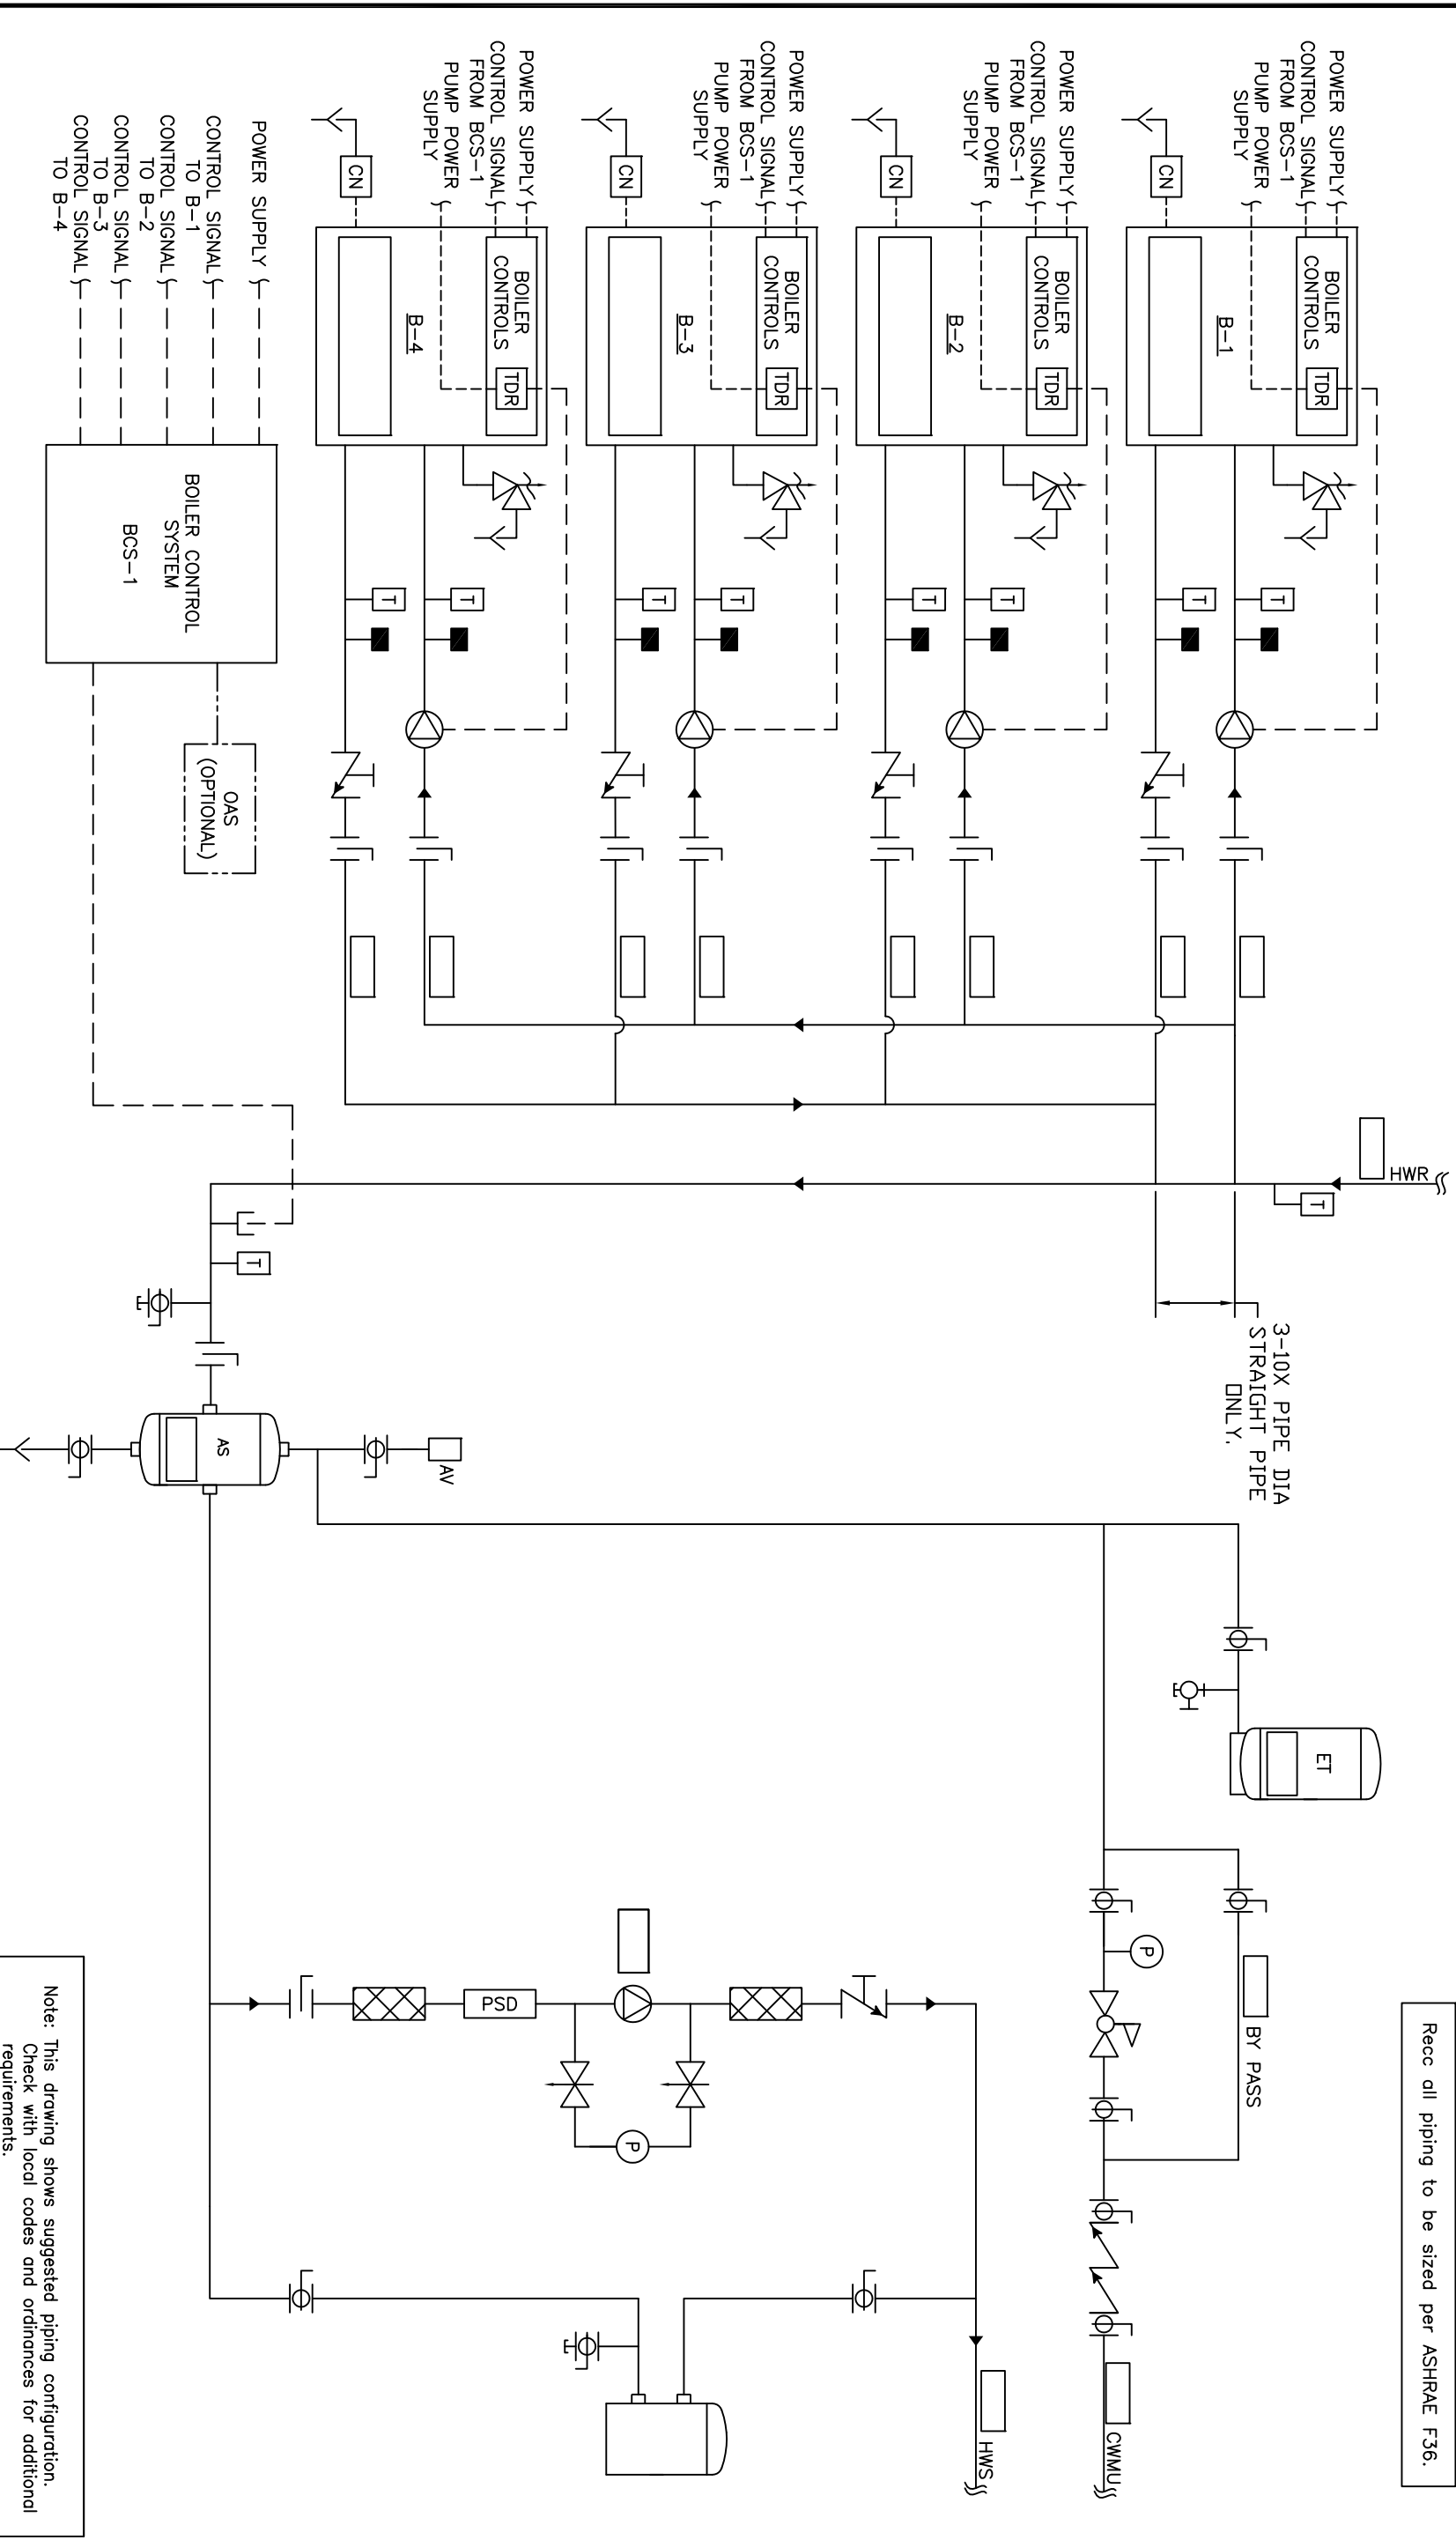 POWER SUPPLY
CONTROL SIGNAL
FROM BCS-1
PUMP POWER
SUPPLY
CN
BOILER
CONTROLS
TDR
B-1
T
T
POWER SUPPLY
CONTROL SIGNAL
FROM BCS-1
PUMP POWER
SUPPLY
CN
BOILER
CONTROLS
TDR
B-2
T
T
POWER SUPPLY
CONTROL SIGNAL
FROM BCS-1
PUMP POWER
SUPPLY
CN
BOILER
CONTROLS
TDR
B-3
T
T
POWER SUPPLY
CONTROL SIGNAL
FROM BCS-1
PUMP POWER
SUPPLY
CN
BOILER
CONTROLS
TDR
B-4
T
T
POWER SUPPLY
CONTROL SIGNAL
TO B-1
CONTROL SIGNAL
TO B-2
CONTROL SIGNAL
TO B-3
CONTROL SIGNAL
TO B-4
BOILER CONTROL
SYSTEM
BCS-1
OAS
(OPTIONAL)
HWR
T
T
3-10X PIPE DIA
STRAIGHT PIPE
ONLY.
AS
AV
ET
P
BY PASS
PSD
P
CWMU
HWS
Recc all piping to be sized per ASHRAE F36.
Note: This drawing shows suggested piping configuration.
Check with local codes and ordinances for additional
requirements.